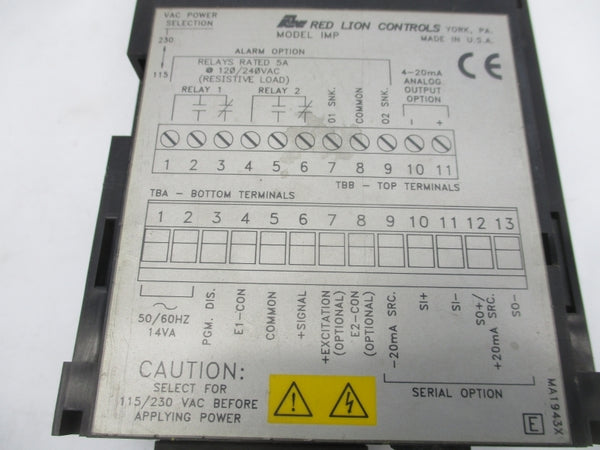 VAC POWER
SELECTION
230
115
RED LION CONTROLS YORK, PA.
MODEL IMP
MADE IN U.S.A.
CE
ALARM OPTION
RELAYS RATED 5A
@ 120/240VAC
(RESISTIVE LOAD)
RELAY 1
RELAY 2
O1 SNK.
COMMON
O2 SNK.
4-20mA
ANALOG
OUTPUT
OPTION
- +
1 2 3 4 5 6 7 8 9 10 11
TBA - BOTTOM TERMINALS
TBB - TOP TERMINALS
1 2 3 4 5 6 7 8 9 10 11 12 13
50/60HZ
14VA
PGM. DIS.
E1-CON
COMMON
+SIGNAL
+EXCITATION
(OPTIONAL)
E2-CON
(OPTIONAL)
-20mA SRC.
SI+
SI-
SO+/
+20mA SRC.
SO-
SERIAL OPTION
CAUTION:
SELECT FOR
115/230 VAC BEFORE
APPLYING POWER
E
MA1943X